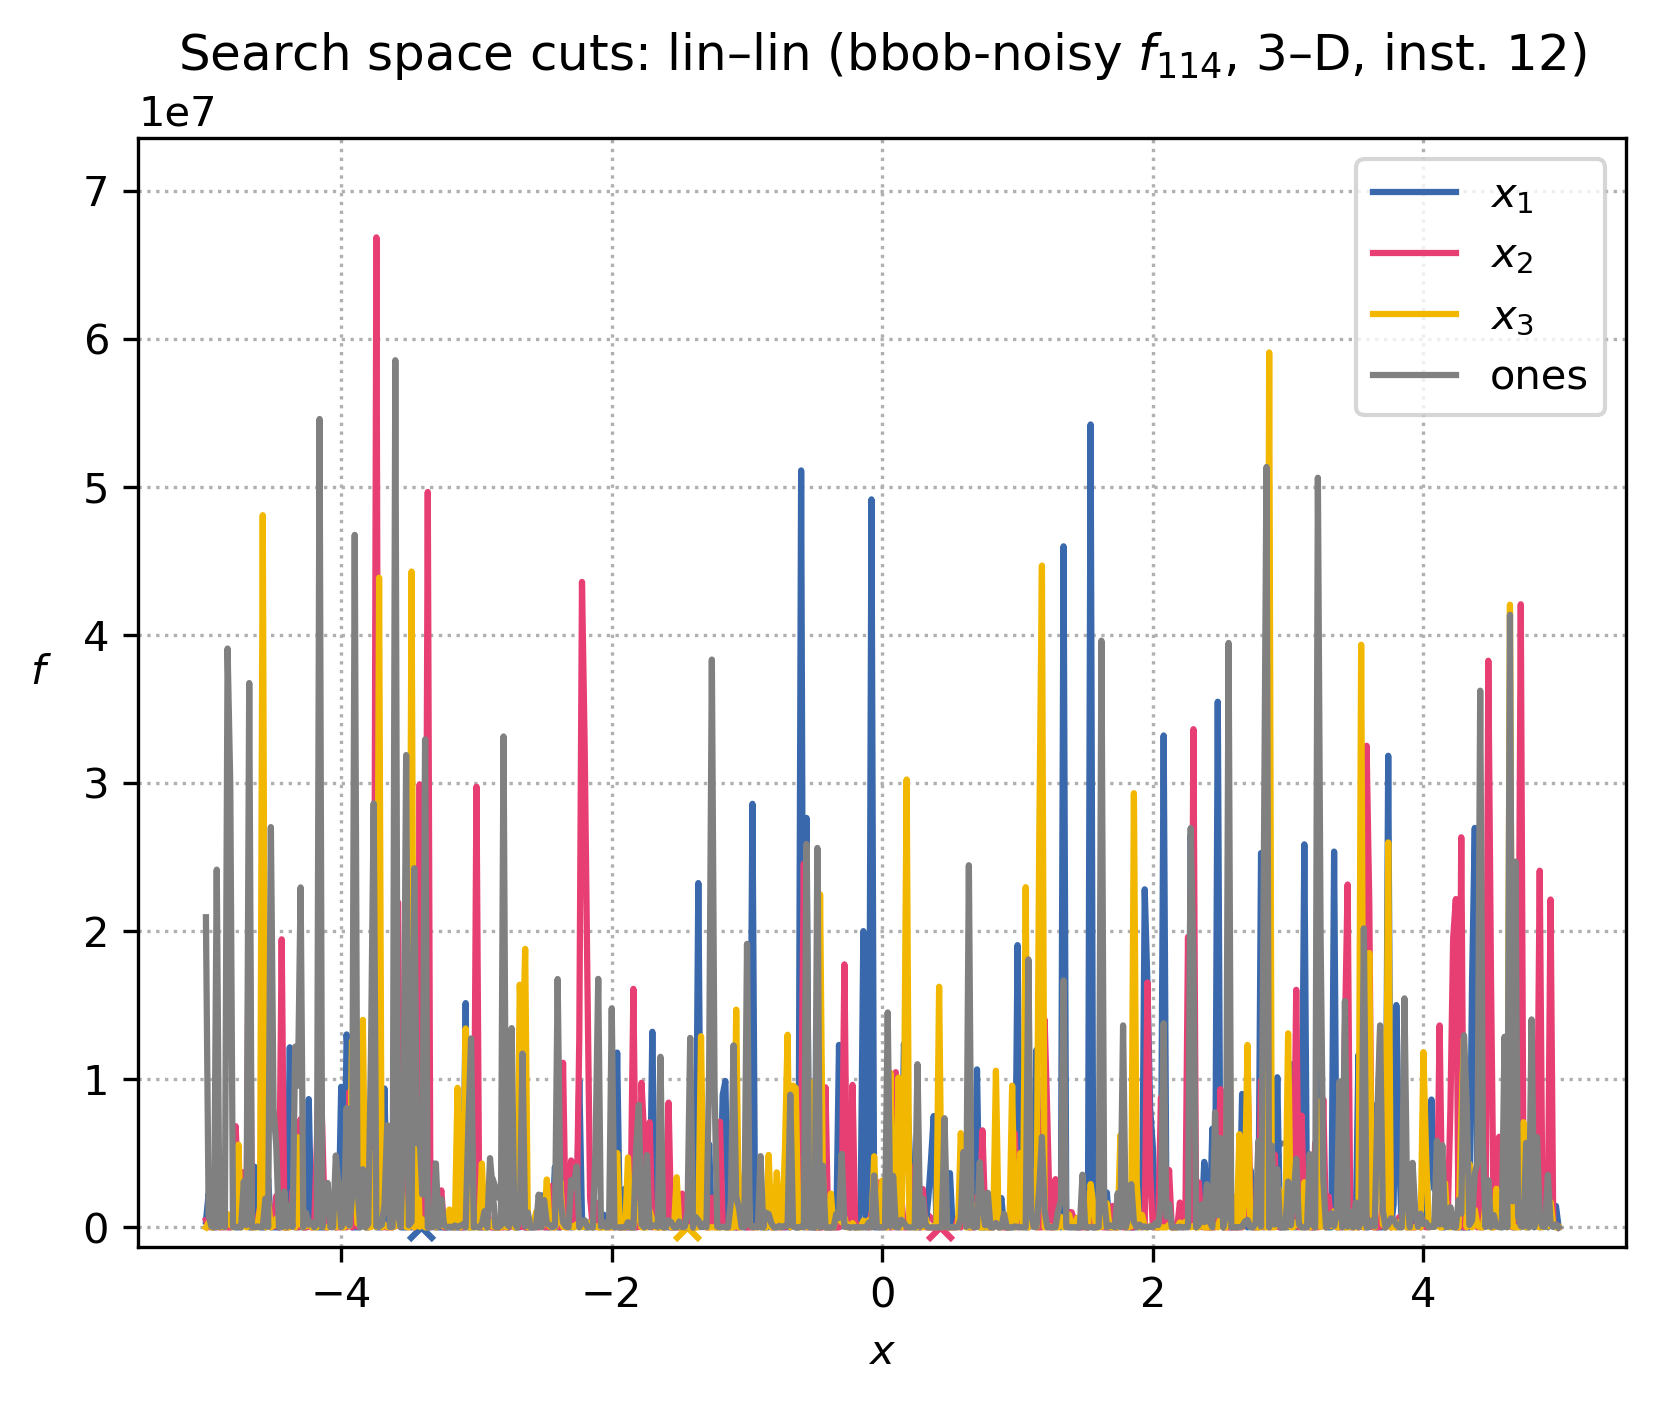 Search space cuts: lin–lin (bbob-noisy f₁₁₄, 3–D, inst. 12)
1e7
7
6
5
4
3
2
1
0
f
x₁
x₂
x₃
ones
−4
−2
0
2
4
x